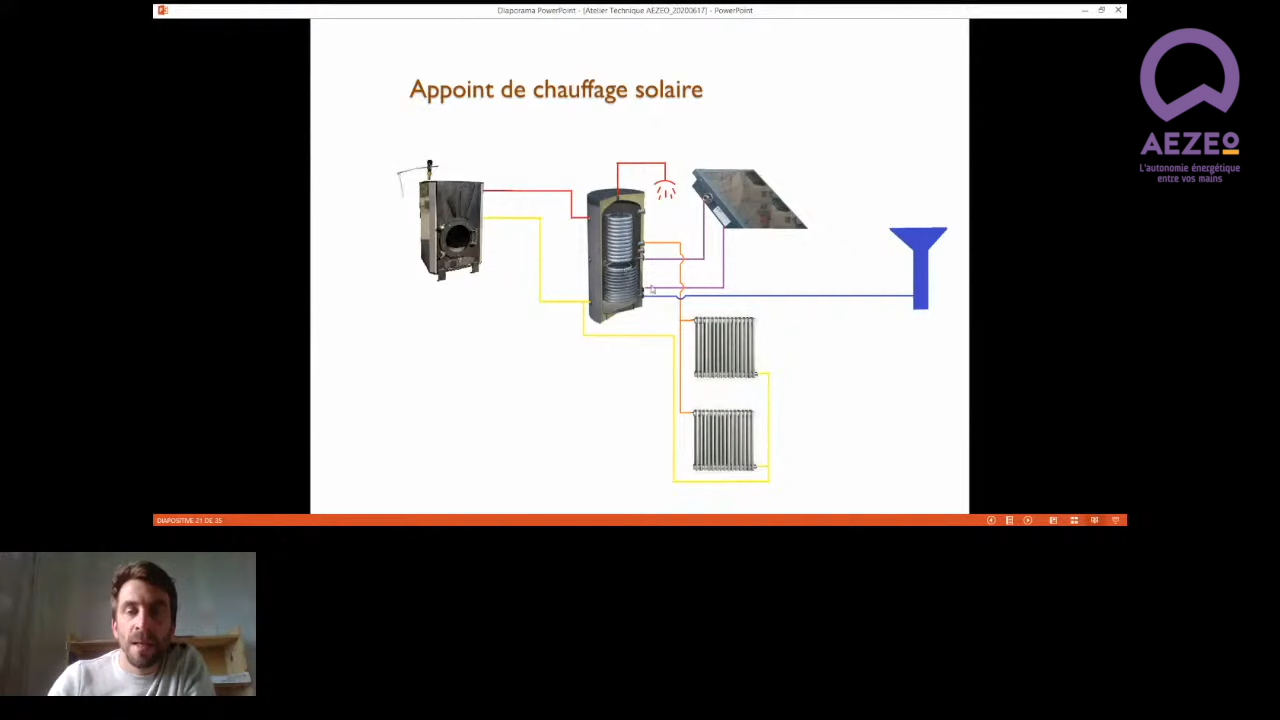 Diaporama PowerPoint - [Atelier Technique AEZEO_20200617] - PowerPoint
Appoint de chauffage solaire
AEZEO
L'autonomie énergétique
entre vos mains
DIAPOSITIVE 21 DE 35